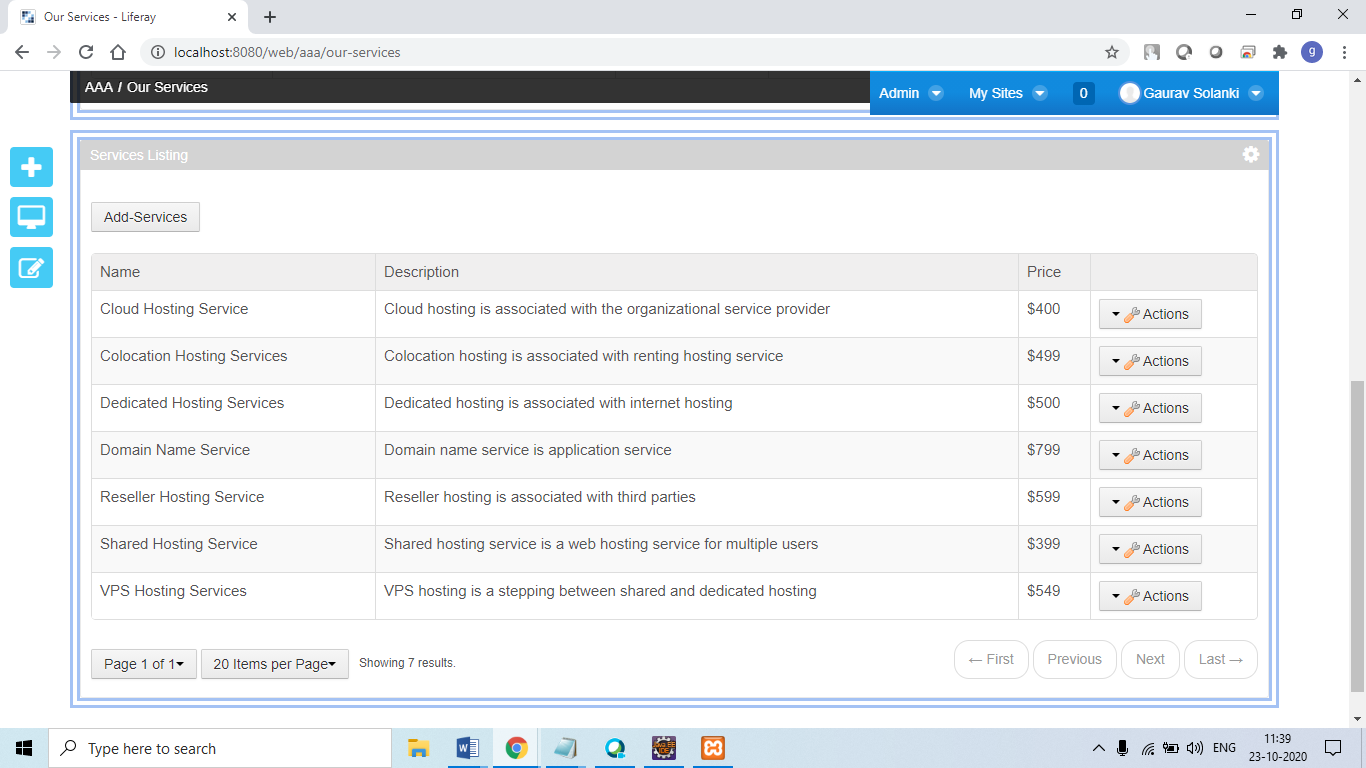 Our Services - Liferay
localhost:8080/web/aaa/our-services
g
AAA / Our Services
Admin
My Sites
0
Gaurav Solanki
Services Listing
Add-Services
Name Description Price
Cloud Hosting Service Cloud hosting is associated with the organizational service provider $400 Actions
Colocation Hosting Services Colocation hosting is associated with renting hosting service $499 Actions
Dedicated Hosting Services Dedicated hosting is associated with internet hosting $500 Actions
Domain Name Service Domain name service is application service $799 Actions
Reseller Hosting Service Reseller hosting is associated with third parties $599 Actions
Shared Hosting Service Shared hosting service is a web hosting service for multiple users $399 Actions
VPS Hosting Services VPS hosting is a stepping between shared and dedicated hosting $549 Actions
Page 1 of 1 20 Items per Page Showing 7 results. ← First Previous Next Last →
Type here to search
ENG
11:39
23-10-2020